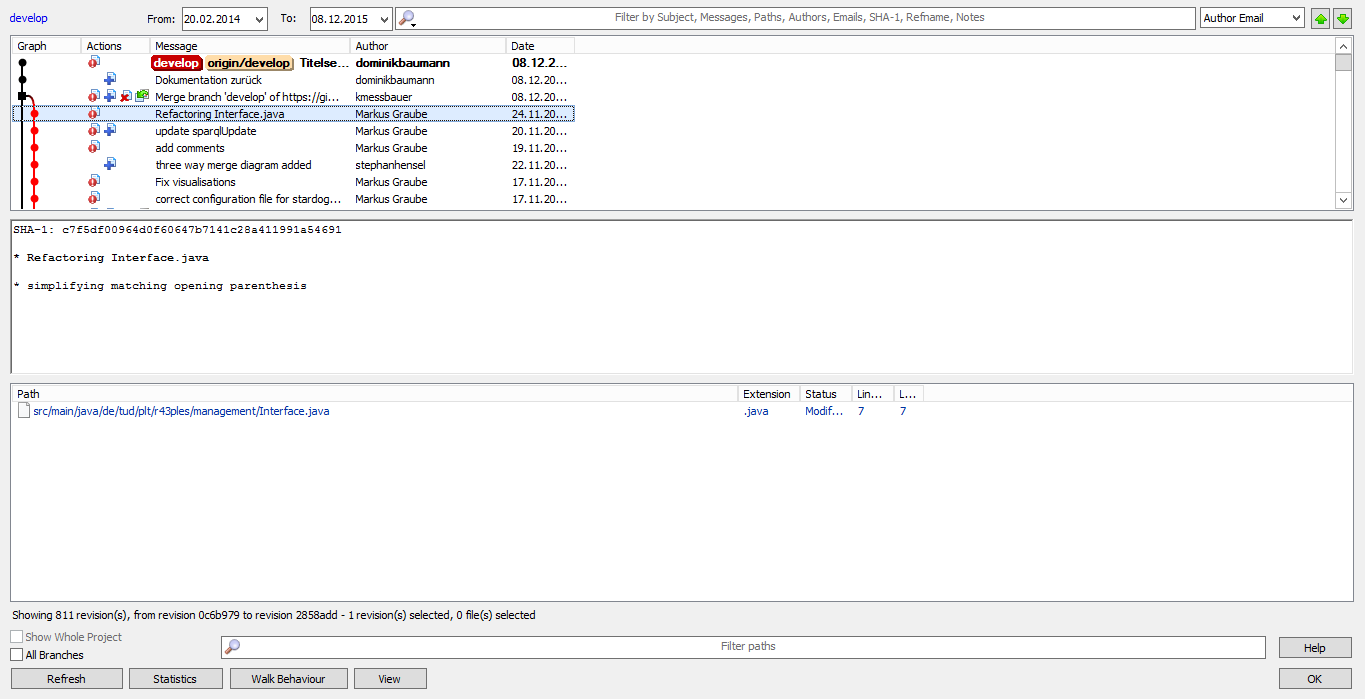 develop From: 20.02.2014 To: 08.12.2015 Filter by Subject, Messages, Paths, Authors, Emails, SHA-1, Refname, Notes Author Email
Graph Actions Message Author Date
develop origin/develop Titelse... dominikbaumann 08.12.2...
Dokumentation zurück dominikbaumann 08.12.20...
Merge branch 'develop' of https://gi... kmessbauer 08.12.20...
Refactoring Interface.java Markus Graube 24.11.20...
update sparqlUpdate Markus Graube 20.11.20...
add comments Markus Graube 19.11.20...
three way merge diagram added stephanhensel 22.11.20...
Fix visualisations Markus Graube 17.11.20...
correct configuration file for stardog... Markus Graube 17.11.20...
SHA-1: c7f5df00964d0f60647b7141c28a411991a54691
* Refactoring Interface.java
* simplifying matching opening parenthesis
Path Extension Status Lin... L...
src/main/java/de/tud/plt/r43ples/management/Interface.java .java Modif... 7 7
Showing 811 revision(s), from revision 0c6b979 to revision 2858add - 1 revision(s) selected, 0 file(s) selected
Show Whole Project
All Branches Filter paths Help
Refresh Statistics Walk Behaviour View OK